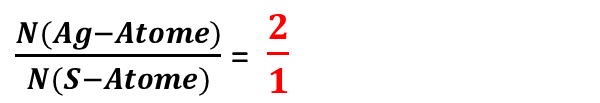 N(Ag−Atome)
N(S−Atome)
=
2
1